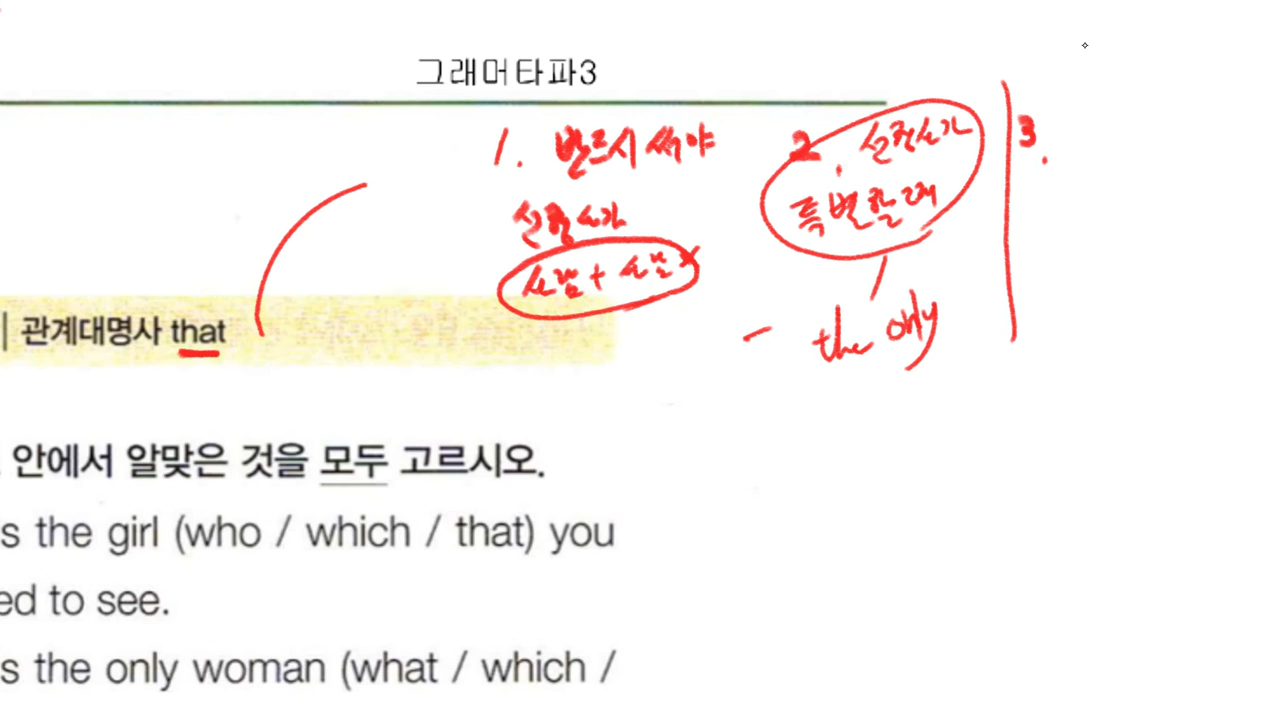 그래머타파3
1. 반드시 써야
2. 선행사가
3.
선행사가
특별할 때
사람 + 사물
- the only
관계대명사 that
안에서 알맞은 것을 모두 고르시오.
s the girl (who / which / that) you
ed to see.
s the only woman (what / which /